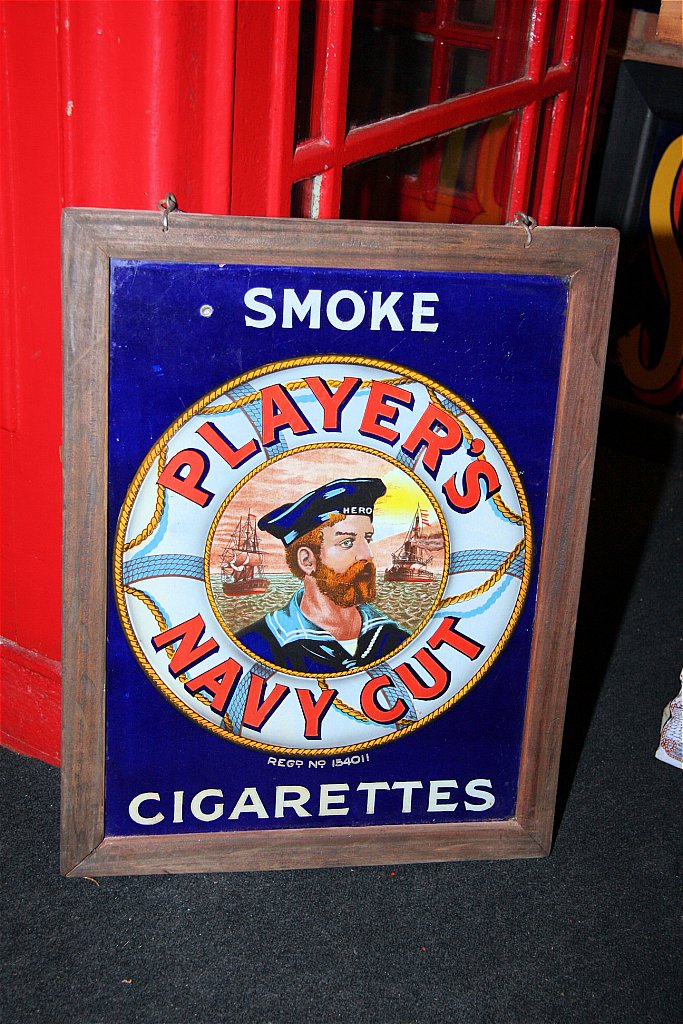 SMOKE
PLAYER'S
HERO
NAVY CUT
REGD NO 154011
CIGARETTES